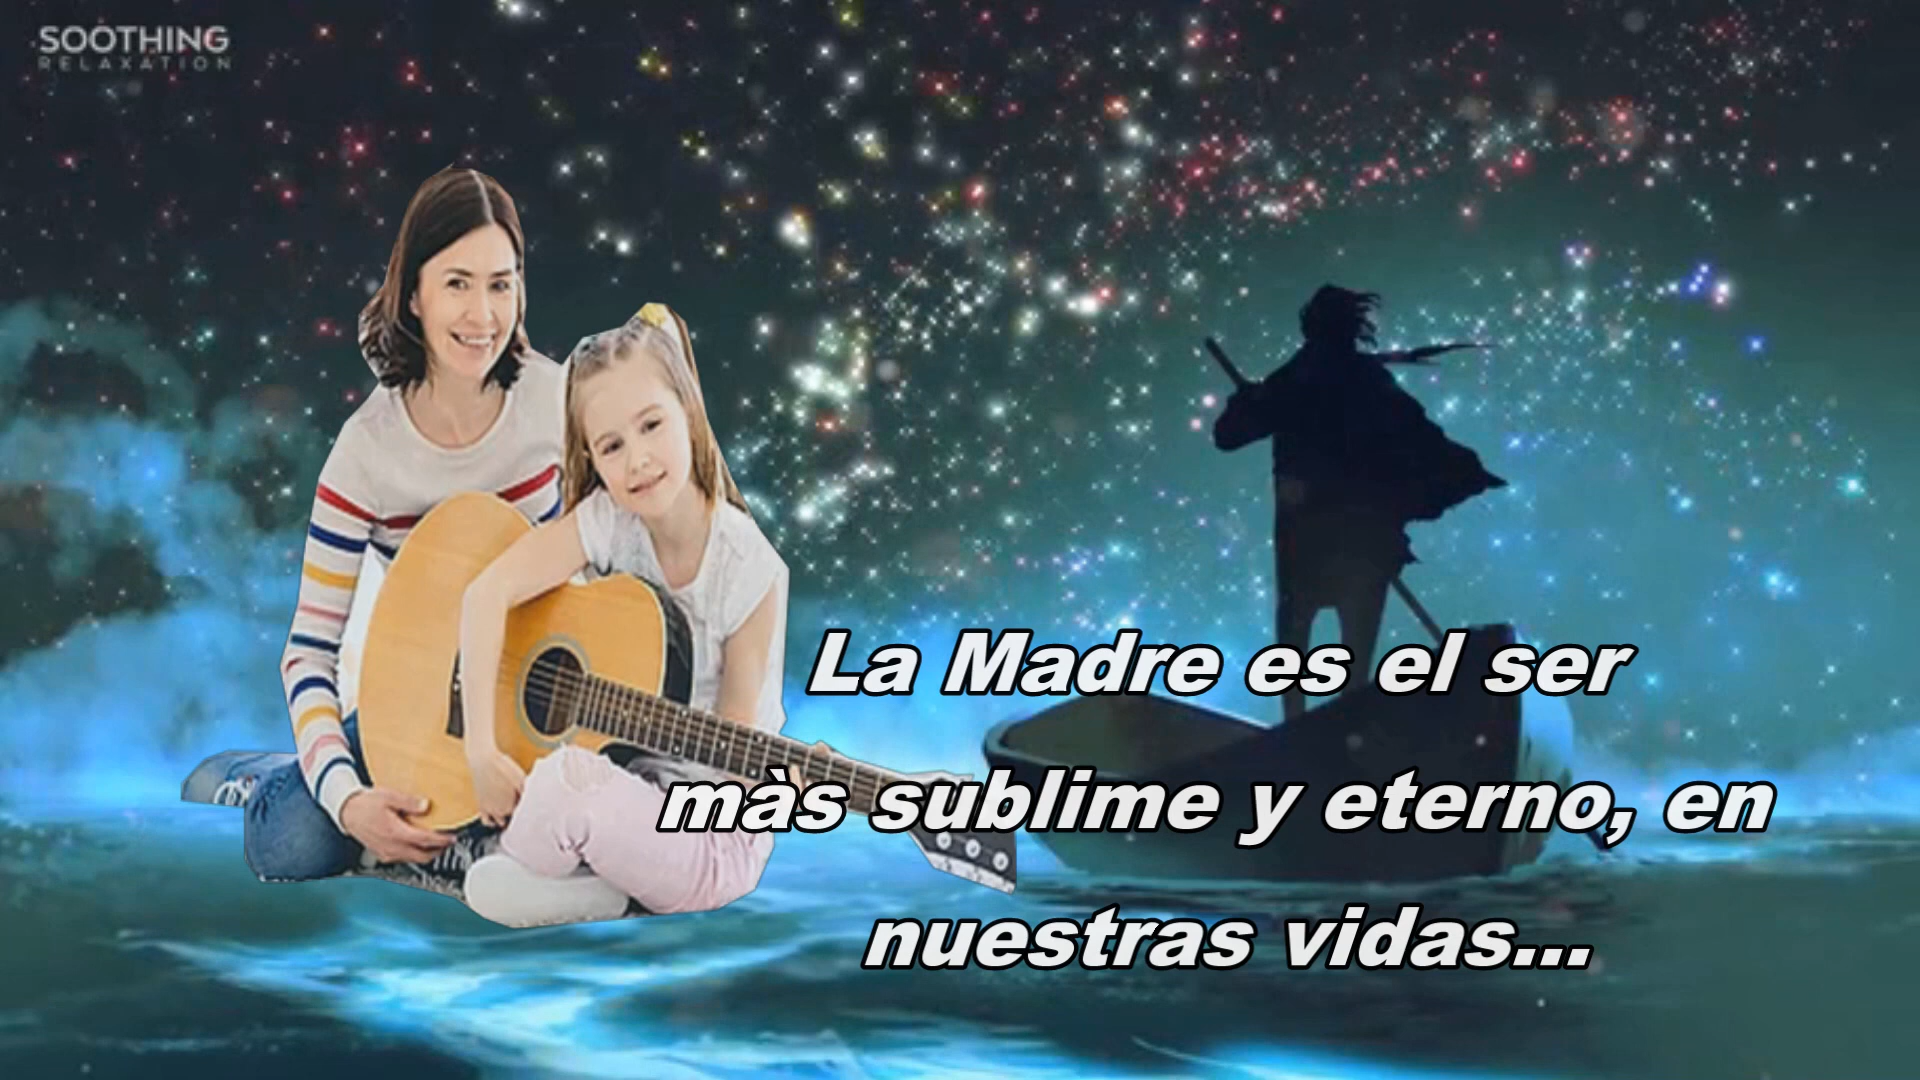 SOOTHING
RELAXATION
La Madre es el ser
màs sublime y eterno, en
nuestras vidas...